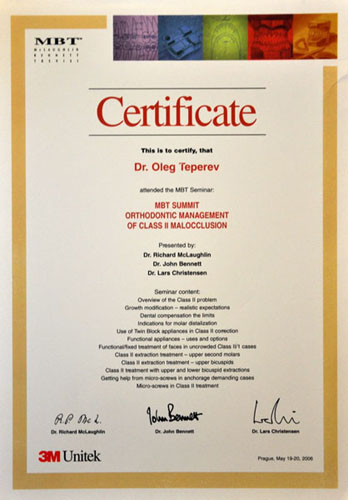 MBT™
McLAUGHLIN
BENNETT
TREVISI
Certificate
This is to certify, that
Dr. Oleg Teperev
attended the MBT Seminar:
MBT SUMMIT
ORTHODONTIC MANAGEMENT
OF CLASS II MALOCCLUSION
Presented by:
Dr. Richard McLaughlin
Dr. John Bennett
Dr. Lars Christensen
Seminar content:
Overview of the Class II problem
Growth modification – realistic expectations
Dental compensation the limits
Indications for molar distalization
Use of Twin Block appliances in Class II correction
Functional appliances – uses and options
Functional/fixed treatment of faces in uncrowded Class II/1 cases
Class II extraction treatment – upper second molars
Class II extraction treatment – upper bicuspids
Class II treatment with upper and lower bicuspid extractions
Getting help from micro-screws in anchorage demanding cases
Micro-screws in Class II treatment
John Bennett
Dr. Richard McLaughlin
Dr. John Bennett
Dr. Lars Christensen
3M Unitek
Prague, May 19-20, 2006